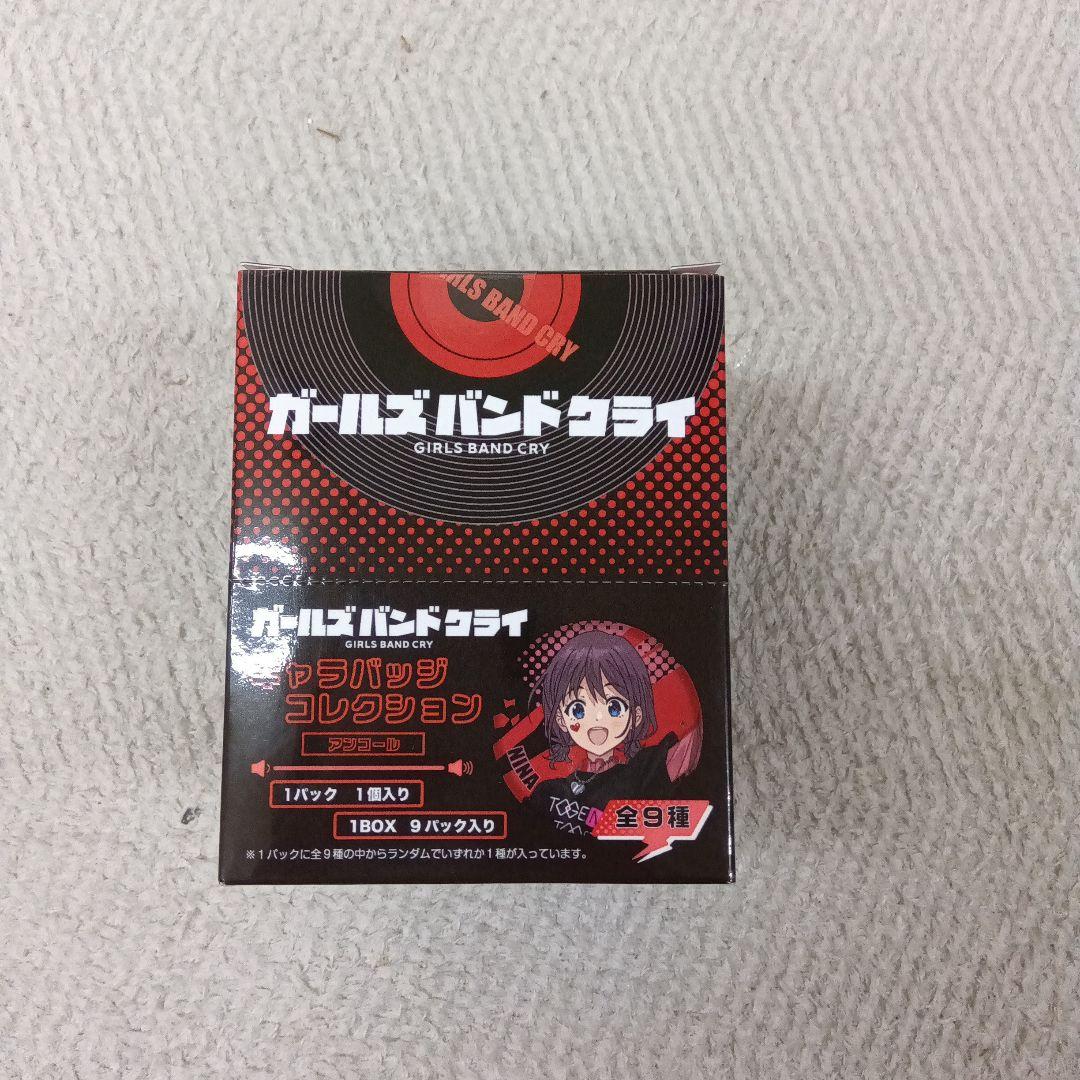 GIRLS BAND CRY
ガールズバンドクライ
GIRLS BAND CRY
ガールズバンドクライ
GIRLS BAND CRY
キャラバッジ
コレクション
アンコール
1パック 1個入り
1BOX 9パック入り
NINA
全9種
※1パックに全9種の中からランダムでいずれか1種が入っています。